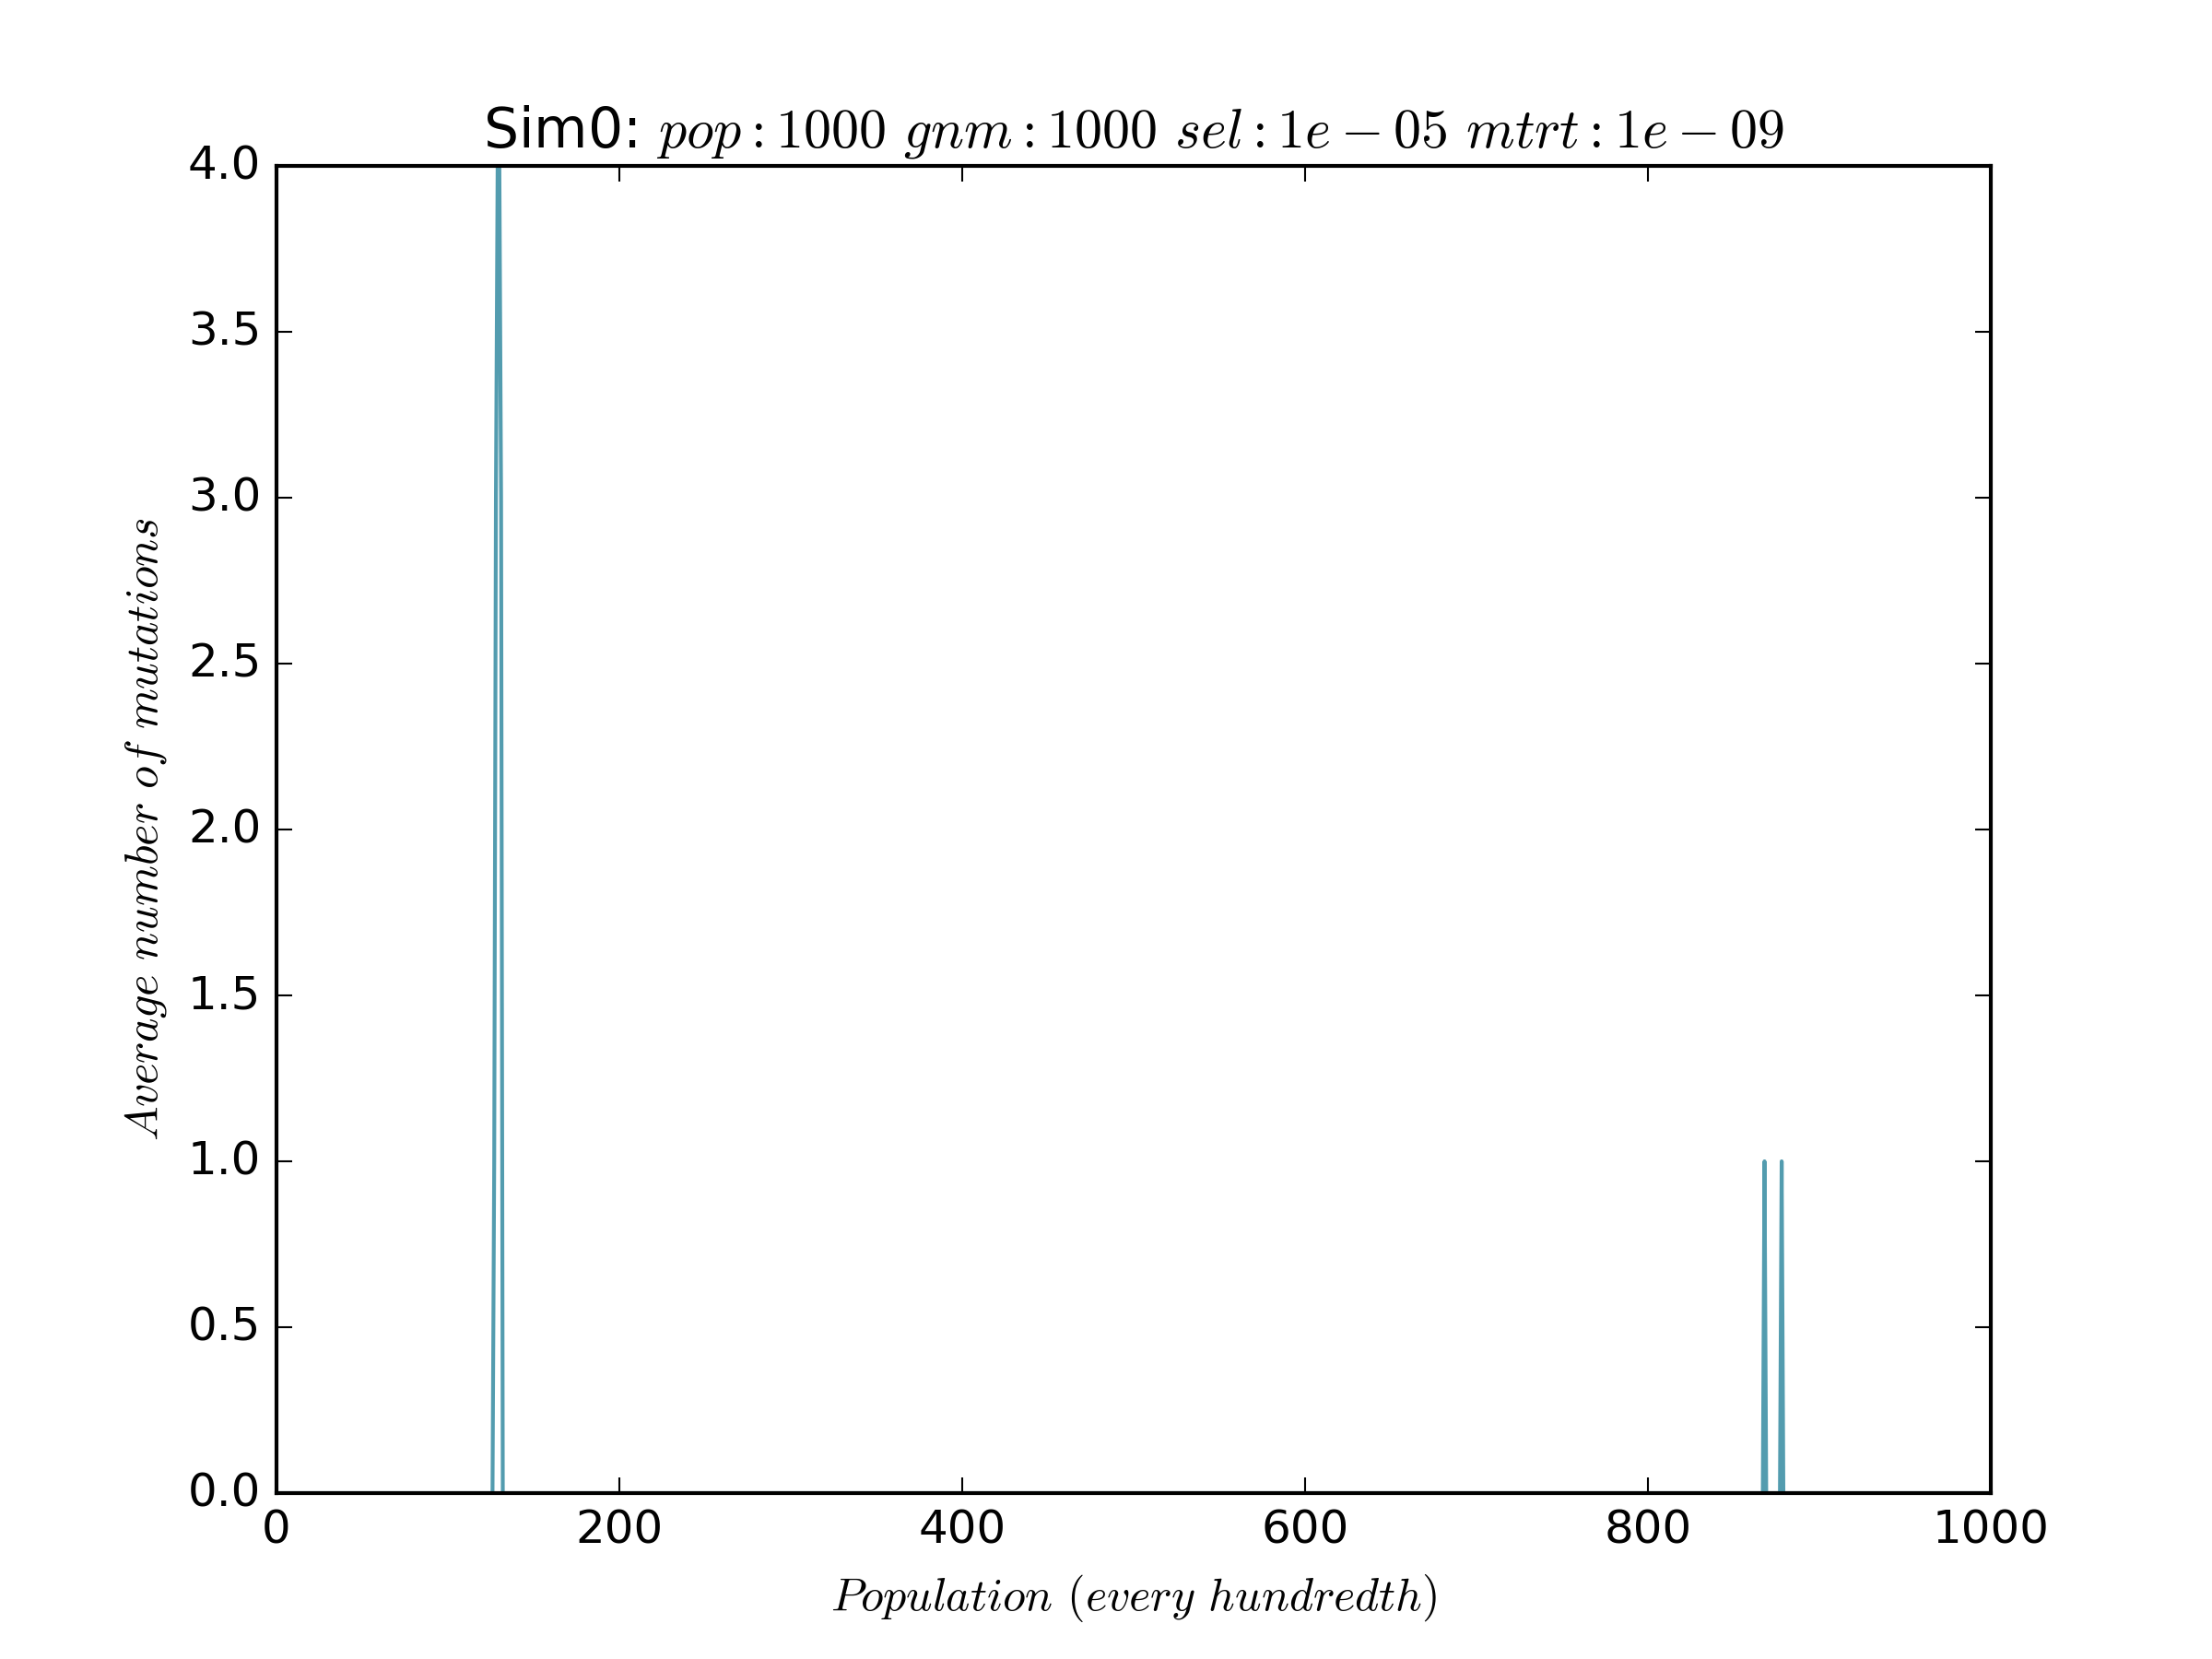 Sim0: pop : 1000 gnm : 1000 sel : 1e − 05 mtrt : 1e − 09
4.0
3.5
3.0
2.5
2.0
1.5
1.0
0.5
0.0
Average number of mutations
0 200 400 600 800 1000
Population (every hundredth)